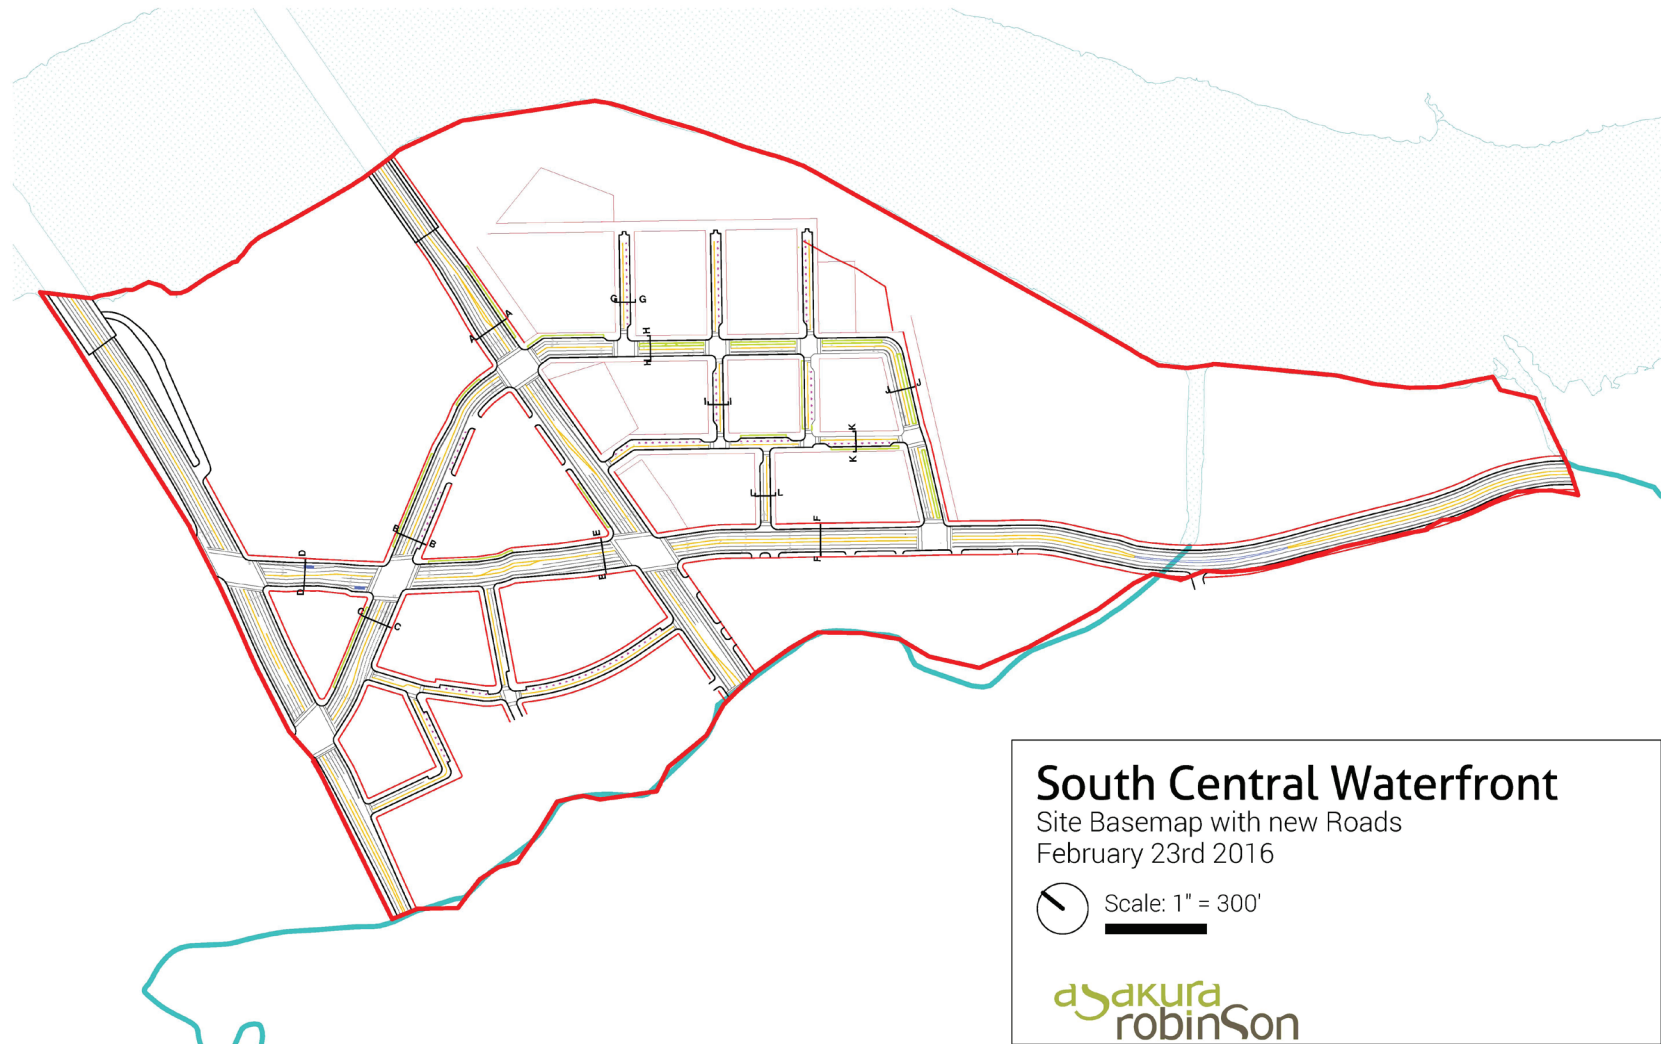 A
A
G G
H
H
J
J
I I
K
K
B
B
L L
F
F
E
E
D
D
C
C
South Central Waterfront
Site Basemap with new Roads
February 23rd 2016
Scale: 1" = 300'
asakura
robinson